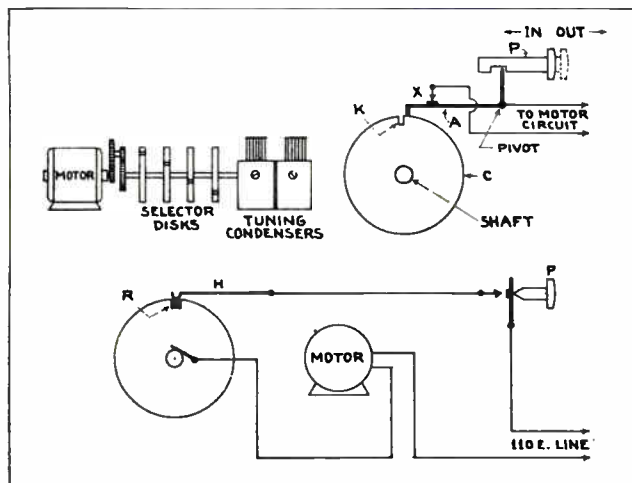 IN OUT
P
X
K
A
TO MOTOR
CIRCUIT
PIVOT
C
SHAFT
MOTOR
SELECTOR
DISKS
TUNING
CONDENSERS
R
H
P
MOTOR
110 E. LINE